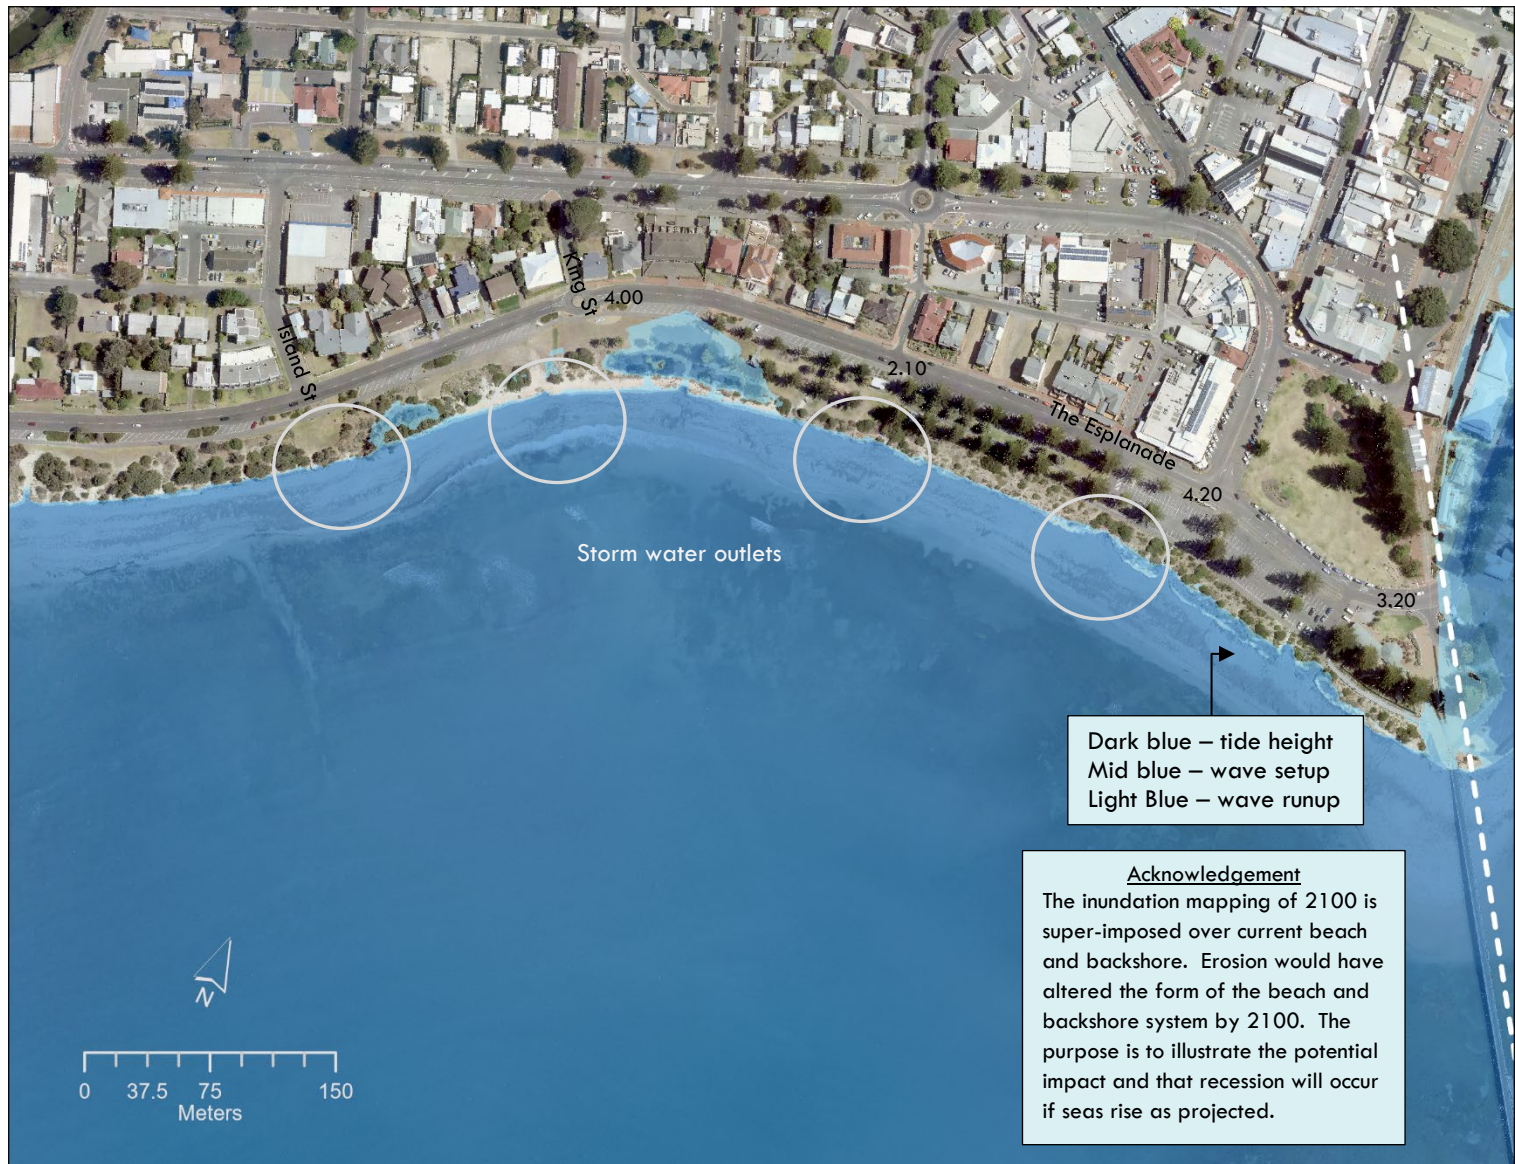 King St
4.00
Island St
2.10
The Esplanade
4.20
Storm water outlets
3.20
Dark blue – tide height
Mid blue – wave setup
Light Blue – wave runup
Acknowledgement
The inundation mapping of 2100 is
super-imposed over current beach
and backshore.  Erosion would have
altered the form of the beach and
backshore system by 2100.  The
purpose is to illustrate the potential
impact and that recession will occur
if seas rise as projected.
N
0 37.5 75 150
Meters